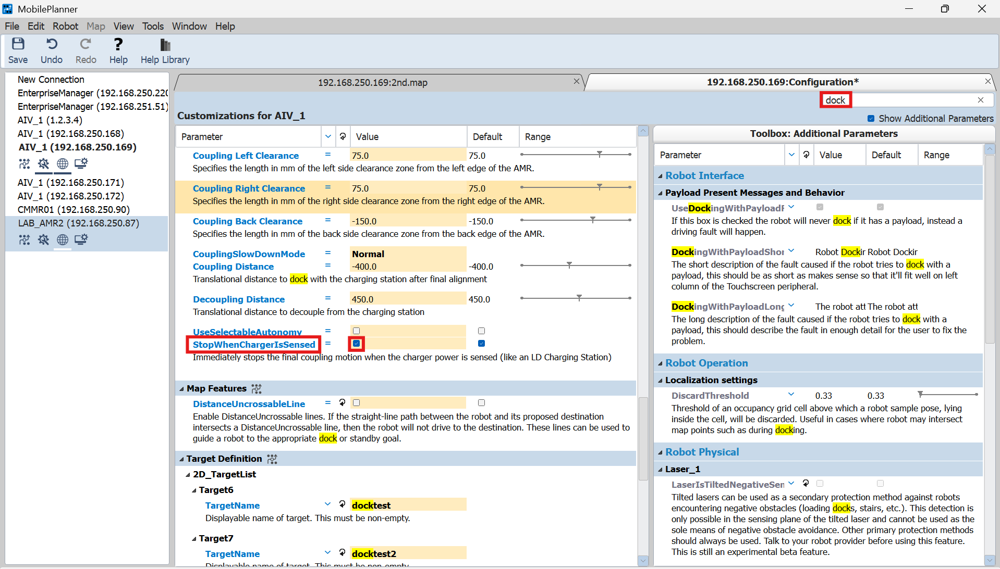 MobilePlanner
File Edit Robot Map View Tools Window Help
Save Undo Redo Help Help Library
New Connection
EnterpriseManager (192.168.250.220
EnterpriseManager (192.168.251.51)
AIV_1 (1.2.3.4)
AIV_1 (192.168.250.168)
AIV_1 (192.168.250.169)
AIV_1 (192.168.250.171)
AIV_1 (192.168.250.172)
CMMR01 (192.168.250.90)
LAB_AMR2 (192.168.250.87)
192.168.250.169:2nd.map
192.168.250.169:Configuration*
dock
Customizations for AIV_1
Show Additional Parameters
Parameter Value Default Range
Coupling Left Clearance = 75.0 75.0
Specifies the length in mm of the left side clearance zone from the left edge of the AMR.
Coupling Right Clearance = 75.0 75.0
Specifies the length in mm of the right side clearance zone from the right edge of the AMR.
Coupling Back Clearance = -150.0 -150.0
Specifies the length in mm of the back side clearance zone from the back edge of the AMR.
CouplingSlowDownMode = Normal
Coupling Distance = -400.0 -400.0
Translational distance to dock with the charging station after final alignment
Decoupling Distance = 450.0 450.0
Translational distance to decouple from the charging station
UseSelectableAutonomy =
StopWhenChargerIsSensed =
Immediately stops the final coupling motion when the charger power is sensed (like an LD Charging Station)
Map Features
DistanceUncrossableLine =
Enable DistanceUncrossable lines. If the straight-line path between the robot and its proposed destination
intersects a DistanceUncrossable line, then the robot will not drive to the destination. These lines can be used to
guide a robot to the appropriate dock or standby goal.
Target Definition
2D_TargetList
Target6
TargetName docktest
Displayable name of target. This must be non-empty.
Target7
TargetName docktest2
Displayable name of target. This must be non-empty.
Toolbox: Additional Parameters
Parameter Value Default Range
Robot Interface
Payload Present Messages and Behavior
UseDockingWithPayloadF
If this box is checked the robot will never dock if it has a payload, instead a
driving fault will happen.
DockingWithPayloadShor Robot Dockir Robot Dockir
The short description of the fault caused if the robot tries to dock with a
payload, this should be as short as makes sense so that it'll fit well on left
column of the Touchscreen peripheral.
DockingWithPayloadLong The robot att The robot att
The long description of the fault caused if the robot tries to dock with a
payload, this should describe the fault in enough detail for the user to fix the
problem.
Robot Operation
Localization settings
DiscardThreshold 0.33 0.33
Threshold of an occupancy grid cell above which a robot sample pose, lying
inside the cell, will be discarded. Useful in cases where robot may intersect
map points such as during docking.
Robot Physical
Laser_1
LaserIsTiltedNegativeSen
Tilted lasers can be used as a secondary protection method against robots
encountering negative obstacles (loading docks, stairs, etc.). This detection is
only possible in the sensing plane of the tilted laser and cannot be used as the
sole means of negative obstacle avoidance. Other primary protection methods
should always be used. Talk to your robot provider before using this feature.
This is still an experimental beta feature.